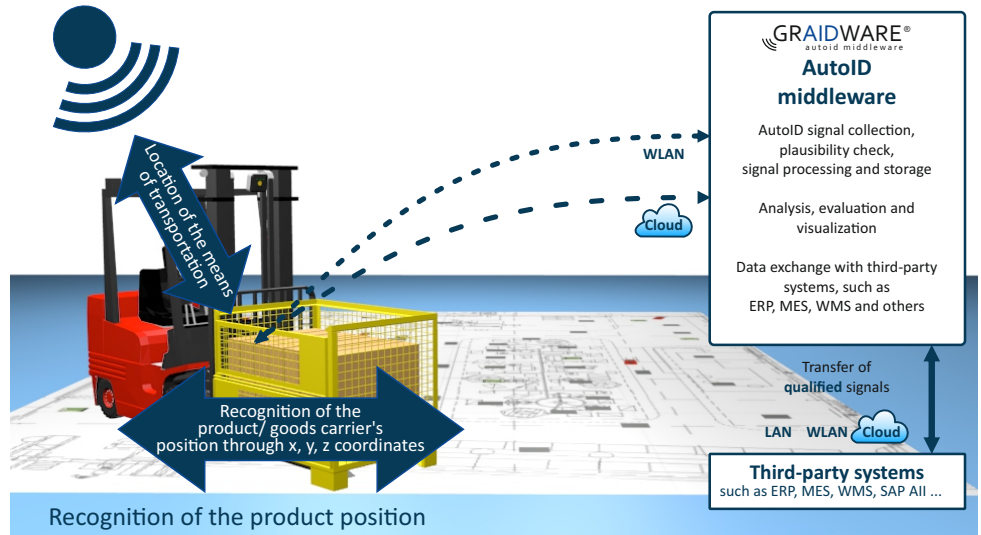 GRAIDWARE®
autoid middleware
AutoID
middleware
AutoID signal collection,
plausibility check,
signal processing and storage
Analysis, evaluation and
visualization
Data exchange with third-party
systems, such as
ERP, MES, WMS and others
Location of the means
of transportation
WLAN
Cloud
Transfer of
qualified signals
LAN WLAN Cloud
Recognition of the
product/ goods carrier's
position through x, y, z coordinates
Third-party systems
such as ERP, MES, WMS, SAP AII ...
Recognition of the product position